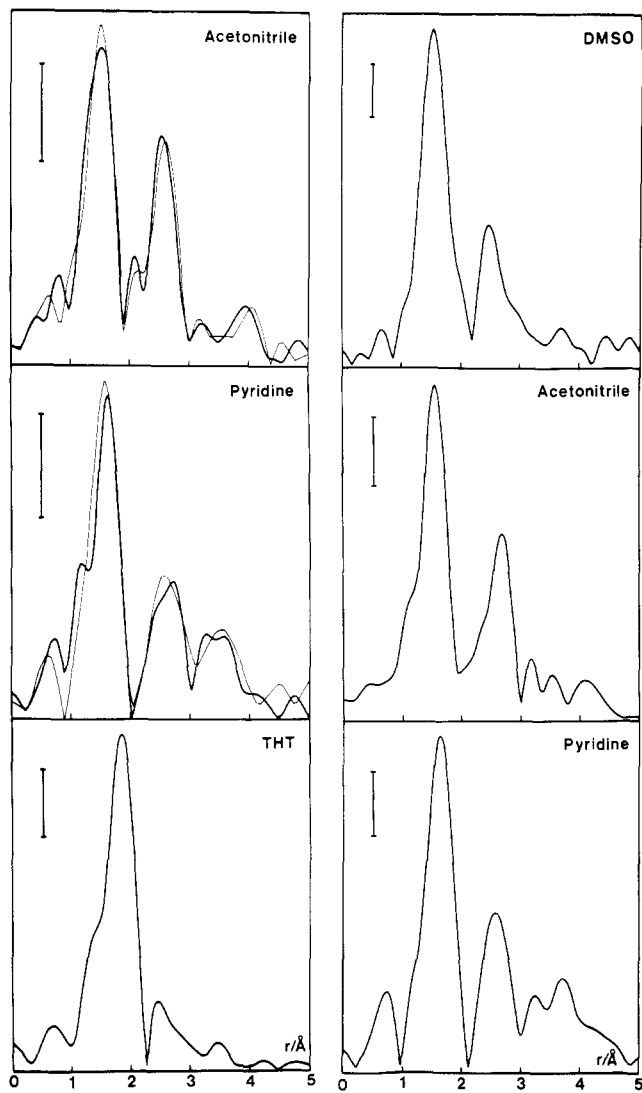 Acetonitrile
DMSO
Pyridine
Acetonitrile
THT
r/Å
0 1 2 3 4 5
Pyridine
r/Å
0 1 2 3 4 5